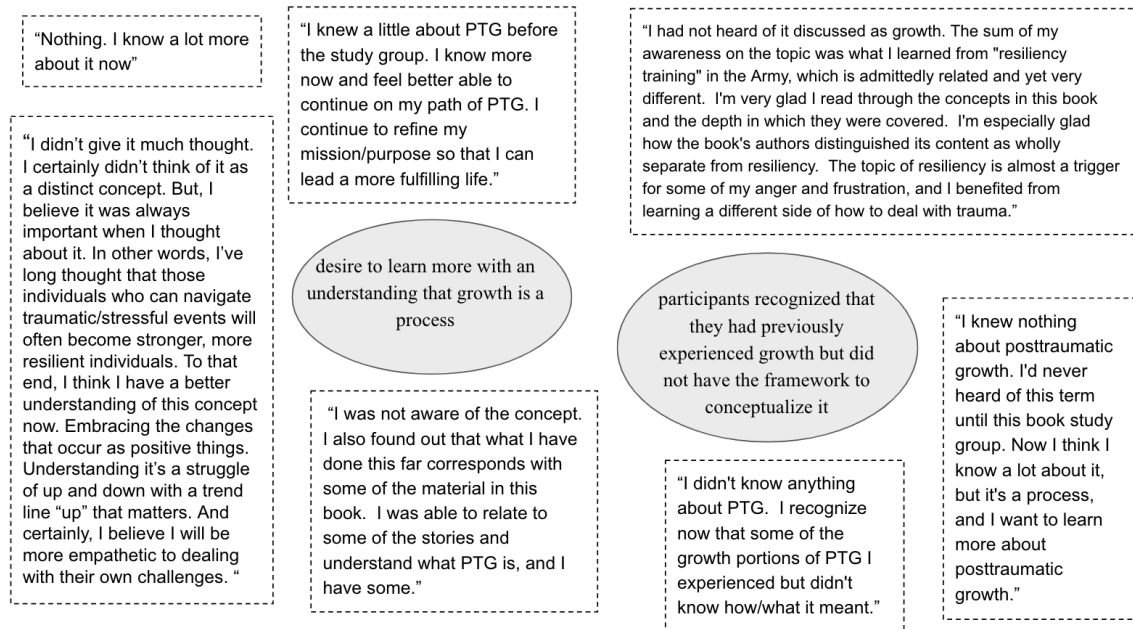 “Nothing. I know a lot more
about it now”
“I knew a little about PTG before
the study group. I know more
now and feel better able to
continue on my path of PTG. I
continue to refine my
mission/purpose so that I can
lead a more fulfilling life.”
“I had not heard of it discussed as growth. The sum of my
awareness on the topic was what I learned from "resiliency
training" in the Army, which is admittedly related and yet very
different.  I'm very glad I read through the concepts in this book
and the depth in which they were covered.  I'm especially glad
how the book's authors distinguished its content as wholly
separate from resiliency.  The topic of resiliency is almost a trigger
for some of my anger and frustration, and I benefited from
learning a different side of how to deal with trauma.”
“I didn’t give it much thought.
I certainly didn’t think of it as
a distinct concept. But, I
believe it was always
important when I thought
about it. In other words, I’ve
long thought that those
individuals who can navigate
traumatic/stressful events will
often become stronger, more
resilient individuals. To that
end, I think I have a better
understanding of this concept
now. Embracing the changes
that occur as positive things.
Understanding it’s a struggle
of up and down with a trend
line “up” that matters. And
certainly, I believe I will be
more empathetic to dealing
with their own challenges. “
desire to learn more with an
understanding that growth is a
process
participants recognized that
they had previously
experienced growth but did
not have the framework to
conceptualize it
“I was not aware of the concept.
I also found out that what I have
done this far corresponds with
some of the material in this
book.  I was able to relate to
some of the stories and
understand what PTG is, and I
have some.”
“I didn't know anything
about PTG.  I recognize
now that some of the
growth portions of PTG I
experienced but didn't
know how/what it meant.”
“I knew nothing
about posttraumatic
growth. I'd never
heard of this term
until this book study
group. Now I think I
know a lot about it,
but it's a process,
and I want to learn
more about
posttraumatic
growth.”